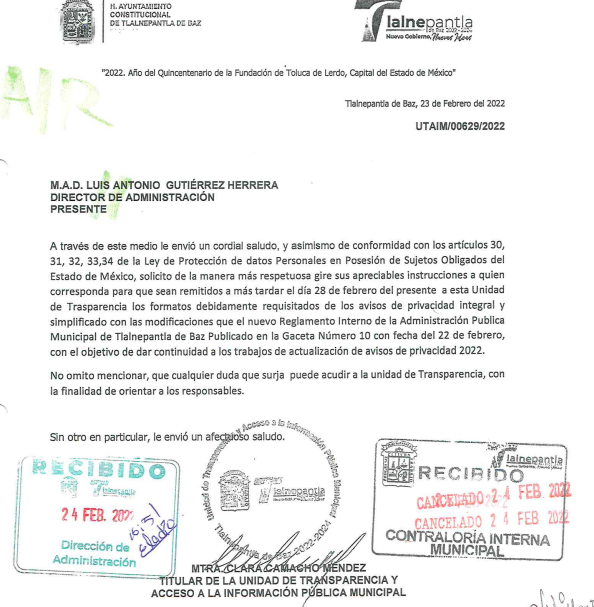 H. AYUNTAMIENTO
CONSTITUCIONAL
DE TLALNEPANTLA DE BAZ
Tlalnepantla
de Baz 2022 - 2024
Nuevo Gobierno, Nuevas Ideas
"2022. Año del Quincentenario de la Fundación de Toluca de Lerdo, Capital del Estado de México"
A/R
Tlalnepantla de Baz, 23 de Febrero del 2022
UTAIM/00629/2022
M.A.D. LUIS ANTONIO GUTIÉRREZ HERRERA
DIRECTOR DE ADMINISTRACIÓN
PRESENTE
A través de este medio le envió un cordial saludo, y asimismo de conformidad con los artículos 30,
31, 32, 33,34 de la Ley de Protección de datos Personales en Posesión de Sujetos Obligados del
Estado de México, solicito de la manera más respetuosa gire sus apreciables instrucciones a quien
corresponda para que sean remitidos a más tardar el día 28 de febrero del presente a esta Unidad
de Trasparencia los formatos debidamente requisitados de los avisos de privacidad integral y
simplificado con las modificaciones que el nuevo Reglamento Interno de la Administración Publica
Municipal de Tlalnepantla de Baz Publicado en la Gaceta Número 10 con fecha del 22 de febrero,
con el objetivo de dar continuidad a los trabajos de actualización de avisos de privacidad 2022.
No omito mencionar, que cualquier duda que surja puede acudir a la unidad de Transparencia, con
la finalidad de orientar a los responsables.
Sin otro en particular, le envió un afectuoso saludo.
RECIBIDO
Tlalnepantla
24 FEB. 2022
Dirección de
Administración
Unidad de Transparencia y Acceso a la Información Pública Municipal
Tlalnepantla
Tlalnepantla de Baz 2022-2024
Tlalnepantla
RECIBIDO
CANCELADO 24 FEB. 2022
CANCELADO 24 FEB 2022
CONTRALORÍA INTERNA
MUNICIPAL
MTRA. CLARA CAMACHO MÉNDEZ
TITULAR DE LA UNIDAD DE TRANSPARENCIA Y
ACCESO A LA INFORMACIÓN PÚBLICA MUNICIPAL